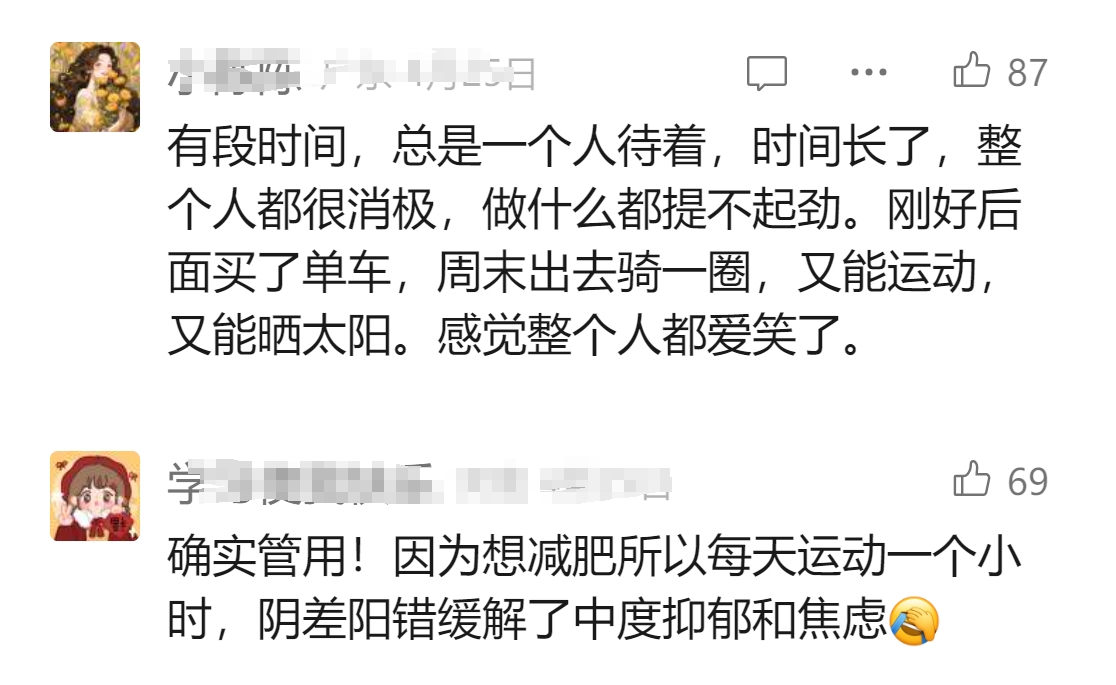 87
有段时间，总是一个人待着，时间长了，整
个人都很消极，做什么都提不起劲。刚好后
面买了单车，周末出去骑一圈，又能运动，
又能晒太阳。感觉整个人都爱笑了。
69
确实管用！因为想减肥所以每天运动一个小
时，阴差阳错缓解了中度抑郁和焦虑🤦